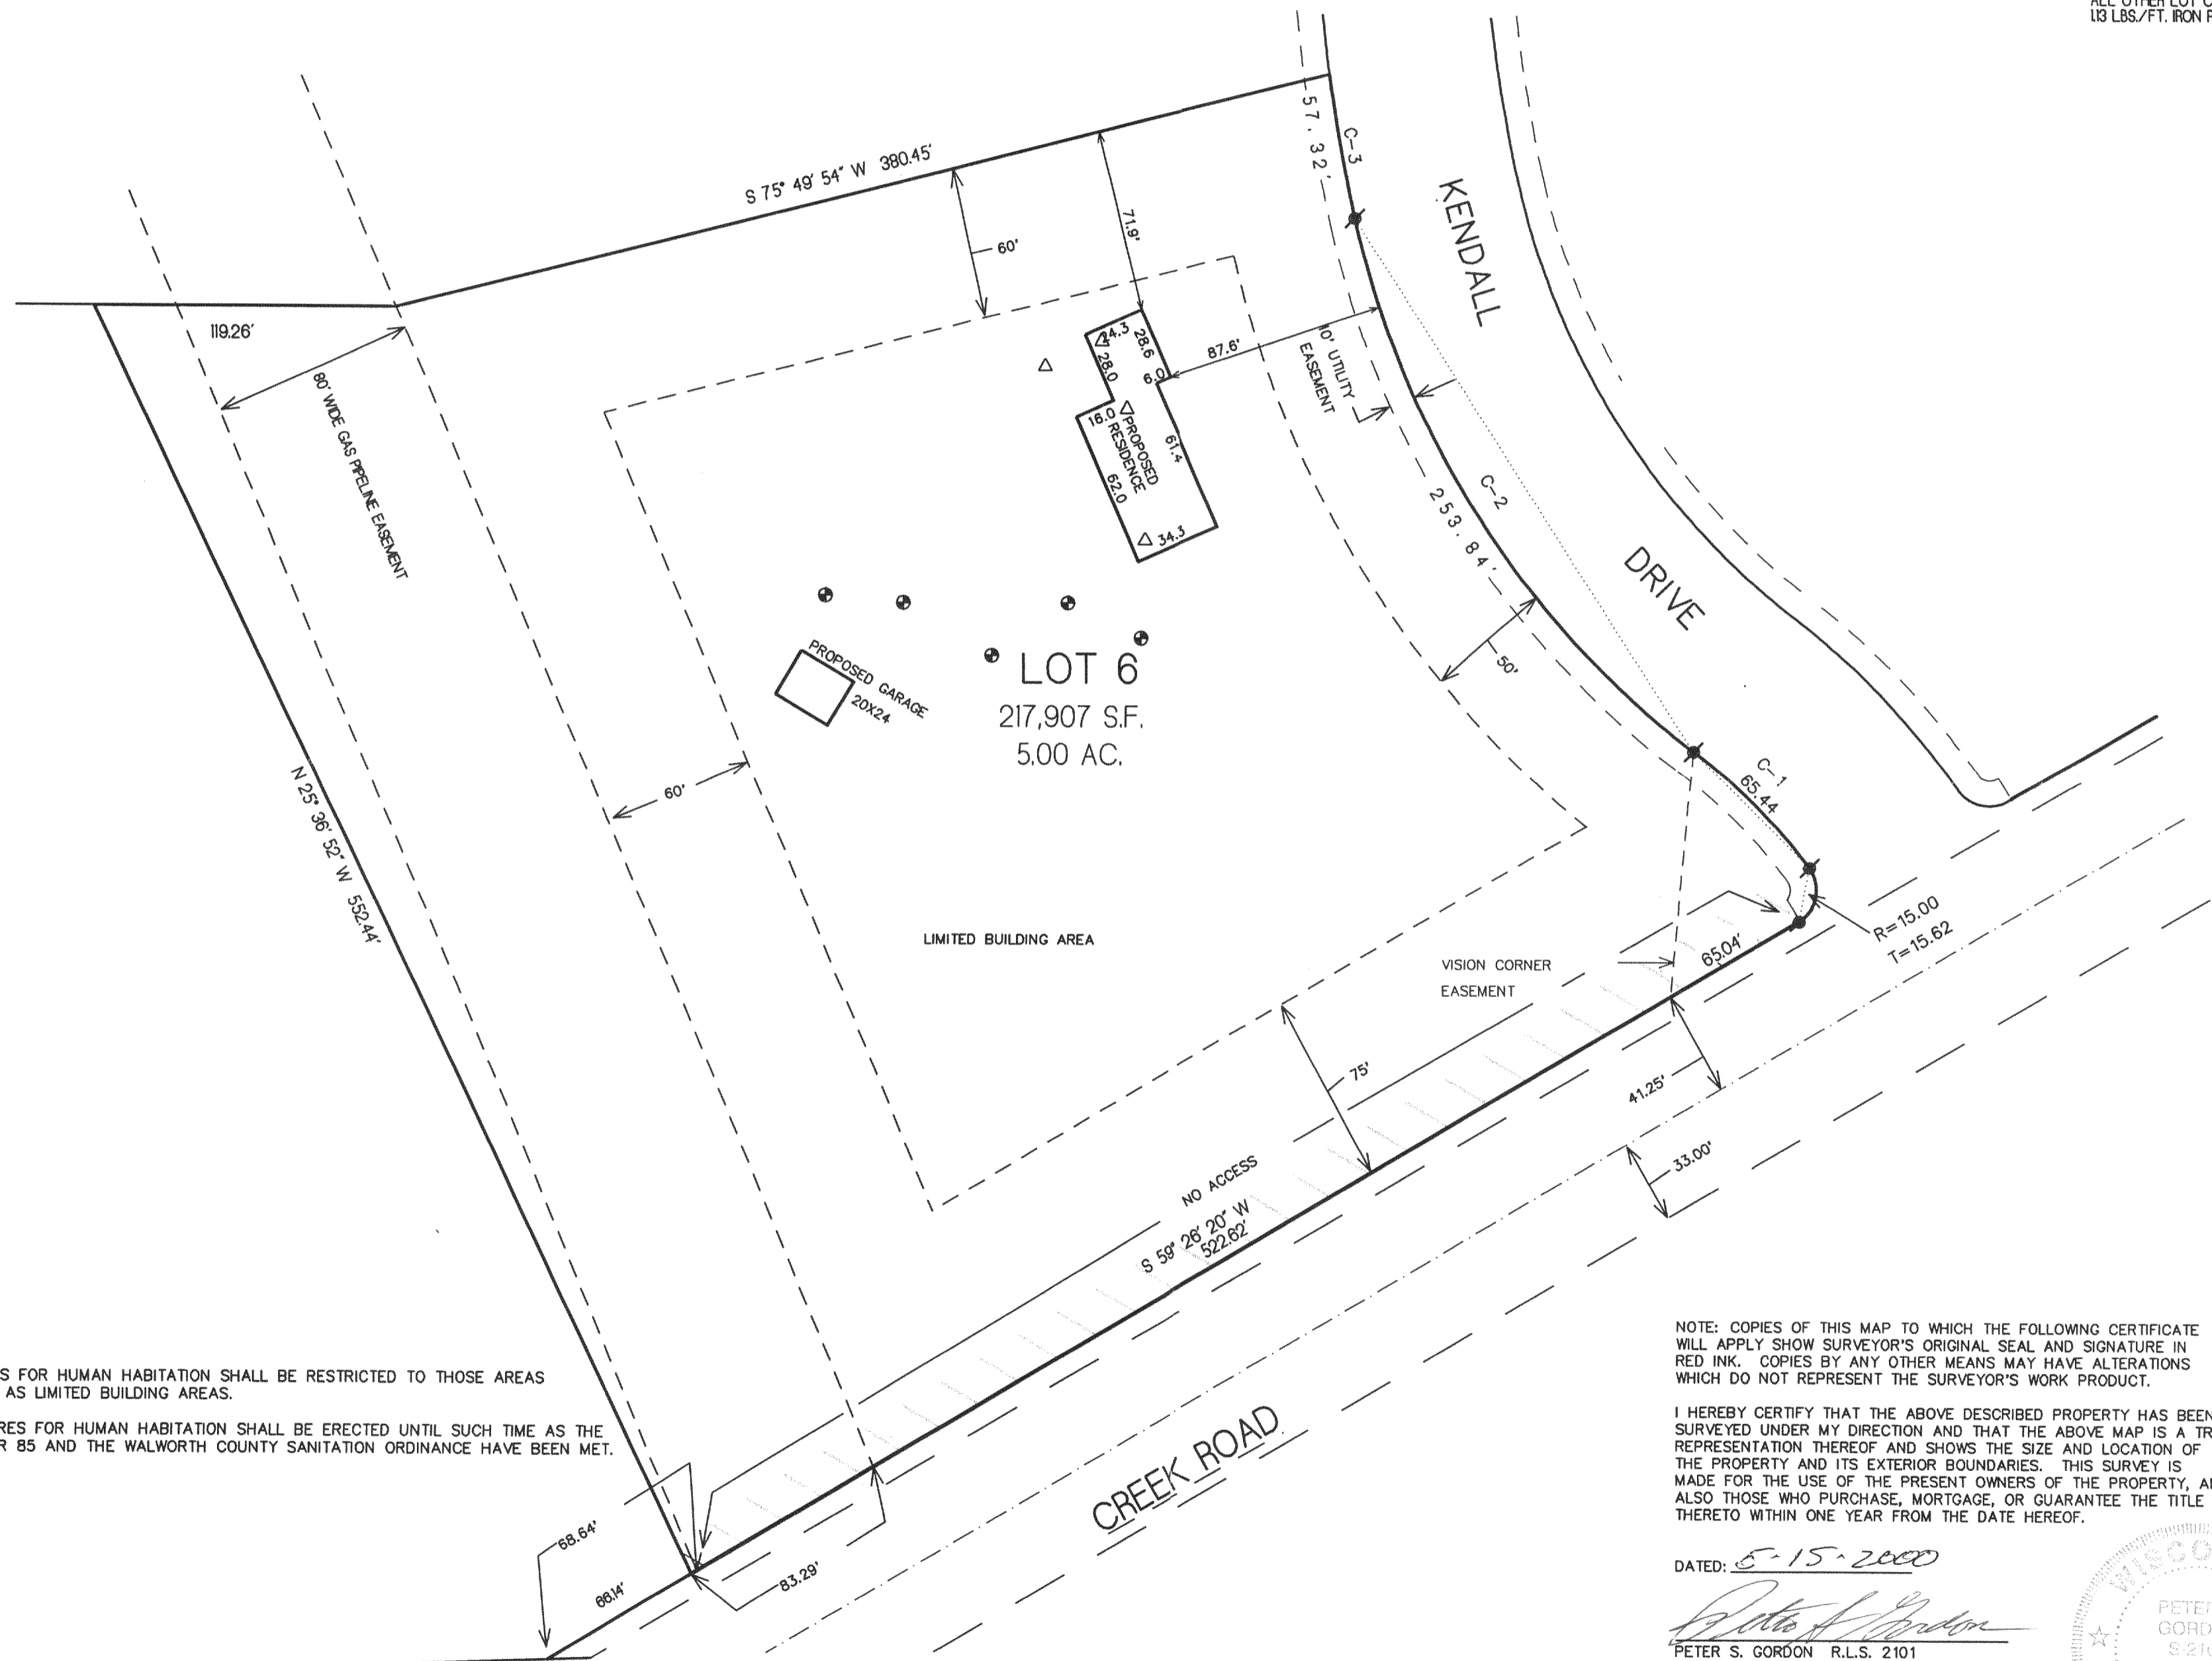 1.13 LBS./FT. IRON
S 75° 49' 54" W 380.45'
57.32'
C-3
KENDALL
DRIVE
60'
71.9'
119.26'
80' WIDE GAS PIPELINE EASEMENT
24.3
28.6
28.0
6.0
87.6'
10' UTILITY
EASEMENT
16.0
PROPOSED
RESIDENCE
61.4
62.0
34.3
C-2
253.84'
50'
PROPOSED GARAGE
20X24
LOT 6
217,907 S.F.
5.00 AC.
60'
N 25° 36' 52" W 552.44'
C-1
65.44
LIMITED BUILDING AREA
R=15.00
T=15.62
65.04'
VISION CORNER
EASEMENT
75'
41.25'
33.00'
NO ACCESS
S 59° 26' 20" W
522.62'
CREEK ROAD
68.64'
66.14'
83.29'
S FOR HUMAN HABITATION SHALL BE RESTRICTED TO THOSE AREAS
AS LIMITED BUILDING AREAS.
RES FOR HUMAN HABITATION SHALL BE ERECTED UNTIL SUCH TIME AS THE
R 85 AND THE WALWORTH COUNTY SANITATION ORDINANCE HAVE BEEN MET.
NOTE: COPIES OF THIS MAP TO WHICH THE FOLLOWING CERTIFICATE
WILL APPLY SHOW SURVEYOR'S ORIGINAL SEAL AND SIGNATURE IN
RED INK. COPIES BY ANY OTHER MEANS MAY HAVE ALTERATIONS
WHICH DO NOT REPRESENT THE SURVEYOR'S WORK PRODUCT.
I HEREBY CERTIFY THAT THE ABOVE DESCRIBED PROPERTY HAS BEEN
SURVEYED UNDER MY DIRECTION AND THAT THE ABOVE MAP IS A TR
REPRESENTATION THEREOF AND SHOWS THE SIZE AND LOCATION OF
THE PROPERTY AND ITS EXTERIOR BOUNDARIES. THIS SURVEY IS
MADE FOR THE USE OF THE PRESENT OWNERS OF THE PROPERTY, A
ALSO THOSE WHO PURCHASE, MORTGAGE, OR GUARANTEE THE TITLE
THERETO WITHIN ONE YEAR FROM THE DATE HEREOF.
DATED: 5-15-2000
Peter S Gordon
PETER S. GORDON R.L.S. 2101
WISCO
PETER
GORD
S-210